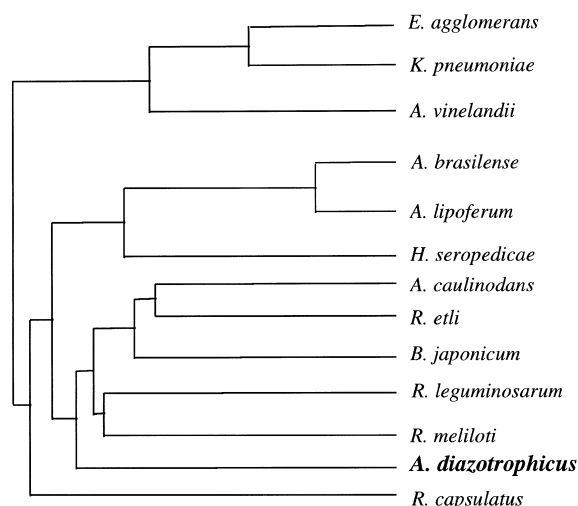 E. agglomerans
K. pneumoniae
A. vinelandii
A. brasilense
A. lipoferum
H. seropedicae
A. caulinodans
R. etli
B. japonicum
R. leguminosarum
R. meliloti
A. diazotrophicus
R. capsulatus